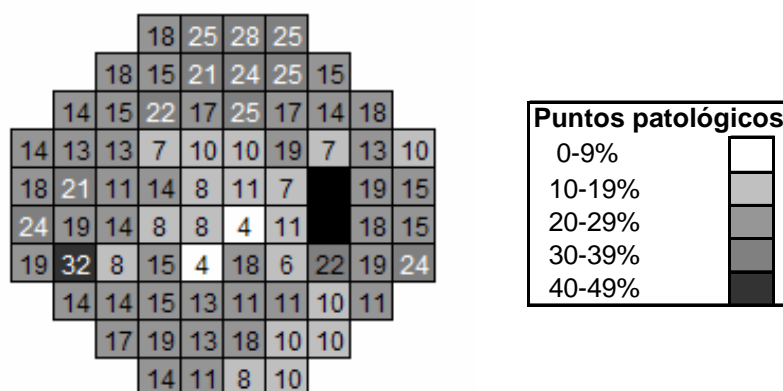 18 25 28 25
18 15 21 24 25 15
14 15 22 17 25 17 14 18
14 13 13 7 10 10 19 7 13 10
18 21 11 14 8 11 7 19 15
24 19 14 8 8 4 11 18 15
19 32 8 15 4 18 6 22 19 24
14 14 15 13 11 11 10 11
17 19 13 18 10 10
14 11 8 10
Puntos patológicos
0-9%
10-19%
20-29%
30-39%
40-49%